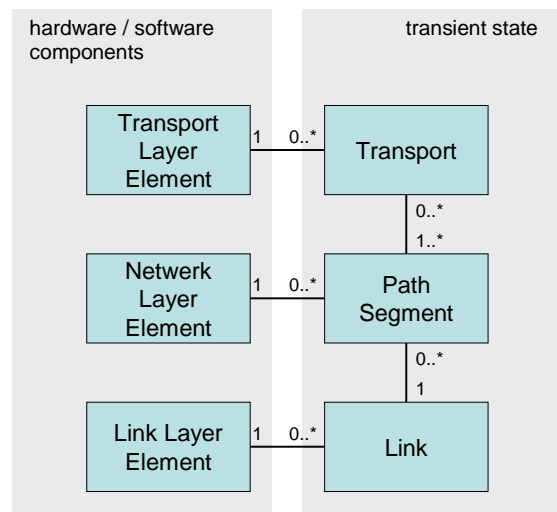 hardware / software
components
transient state
Transport
Layer
Element
1
0..*
Transport
0..*
1..*
Netwerk
Layer
Element
1
0..*
Path
Segment
0..*
1
Link Layer
Element
1
0..*
Link